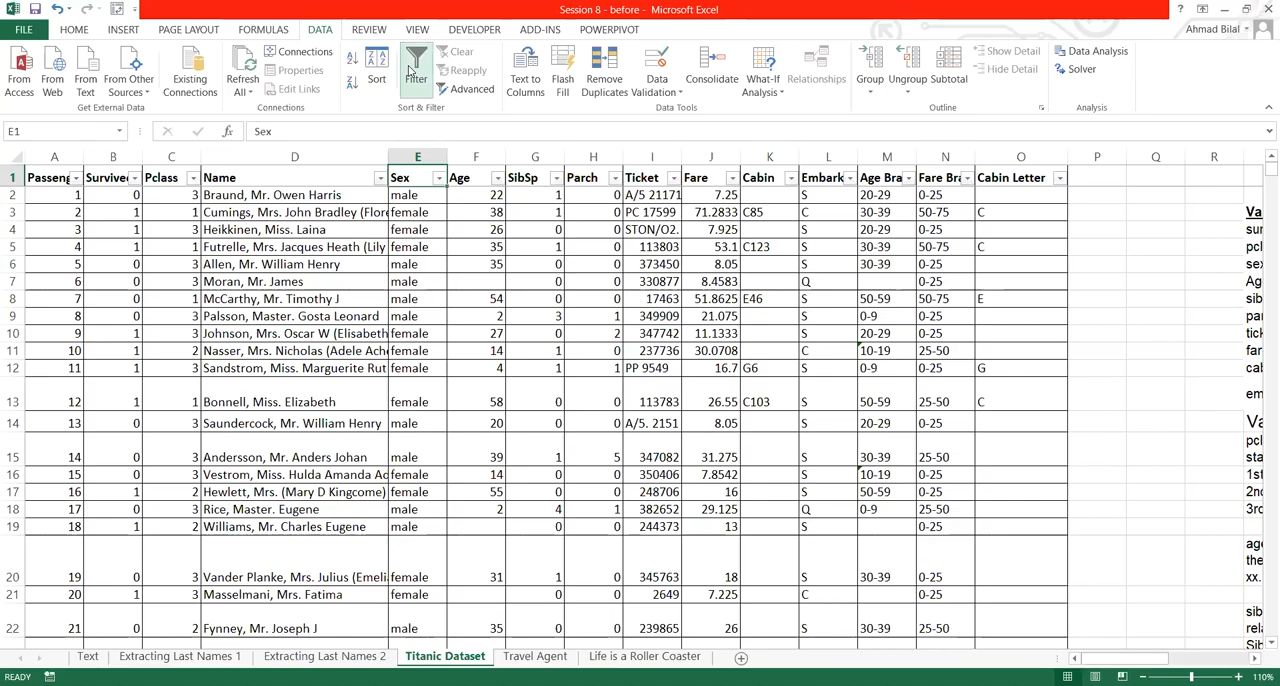 Session 8 - before - Microsoft Excel
FILE HOME INSERT PAGE LAYOUT FORMULAS DATA REVIEW VIEW DEVELOPER ADD-INS POWERPIVOT Ahmad Bilal
From Access From Web From Text From Other Sources Existing Connections Refresh All Connections Properties Edit Links Sort Filter Clear Reapply Advanced Text to Columns Flash Fill Remove Duplicates Data Validation Consolidate What-If Analysis Relationships Group Ungroup Subtotal Show Detail Hide Detail Data Analysis Solver
Get External Data Connections Sort & Filter Data Tools Outline Analysis
E1 fx Sex
A B C D E F G H I J K L M N O P Q R
1 Passeng Survive Pclass Name Sex Age SibSp Parch Ticket Fare Cabin Embark Age Bra Fare Bra Cabin Letter
2 1 0 3 Braund, Mr. Owen Harris male 22 1 0 A/5 21171 7.25 S 20-29 0-25
3 2 1 1 Cumings, Mrs. John Bradley (Flor female 38 1 0 PC 17599 71.2833 C85 C 30-39 50-75 C
4 3 1 3 Heikkinen, Miss. Laina female 26 0 0 STON/O2. 7.925 S 20-29 0-25
5 4 1 1 Futrelle, Mrs. Jacques Heath (Lily female 35 1 0 113803 53.1 C123 S 30-39 50-75 C
6 5 0 3 Allen, Mr. William Henry male 35 0 0 373450 8.05 S 30-39 0-25
7 6 0 3 Moran, Mr. James male 0 0 330877 8.4583 Q 0-25
8 7 0 1 McCarthy, Mr. Timothy J male 54 0 0 17463 51.8625 E46 S 50-59 50-75 E
9 8 0 3 Palsson, Master. Gosta Leonard male 2 3 1 349909 21.075 S 0-9 0-25
10 9 1 3 Johnson, Mrs. Oscar W (Elisabeth female 27 0 2 347742 11.1333 S 20-29 0-25
11 10 1 2 Nasser, Mrs. Nicholas (Adele Ach female 14 1 0 237736 30.0708 C 10-19 25-50
12 11 1 3 Sandstrom, Miss. Marguerite Rut female 4 1 1 PP 9549 16.7 G6 S 0-9 0-25 G
13 12 1 1 Bonnell, Miss. Elizabeth female 58 0 0 113783 26.55 C103 S 50-59 25-50 C
14 13 0 3 Saundercock, Mr. William Henry male 20 0 0 A/5. 2151 8.05 S 20-29 0-25
15 14 0 3 Andersson, Mr. Anders Johan male 39 1 5 347082 31.275 S 30-39 25-50
16 15 0 3 Vestrom, Miss. Hulda Amanda Ad female 14 0 0 350406 7.8542 S 10-19 0-25
17 16 1 2 Hewlett, Mrs. (Mary D Kingcome) female 55 0 0 248706 16 S 50-59 0-25
18 17 0 3 Rice, Master. Eugene male 2 4 1 382652 29.125 Q 0-9 25-50
19 18 1 2 Williams, Mr. Charles Eugene male 0 0 244373 13 S 0-25
20 19 0 3 Vander Planke, Mrs. Julius (Emeli female 31 1 0 345763 18 S 30-39 0-25
21 20 1 3 Masselmani, Mrs. Fatima female 0 0 2649 7.225 C 0-25
22 21 0 2 Fynney, Mr. Joseph J male 35 0 0 239865 26 S 30-39 25-50
Va
sur
pcl
sex
Ag
sib
par
tick
far
cal
em
Va
pcl
sta
1st
2nd
3rd
age
the
xx.
sib
rela
Sib
Text Extracting Last Names 1 Extracting Last Names 2 Titanic Dataset Travel Agent Life is a Roller Coaster
READY 110%